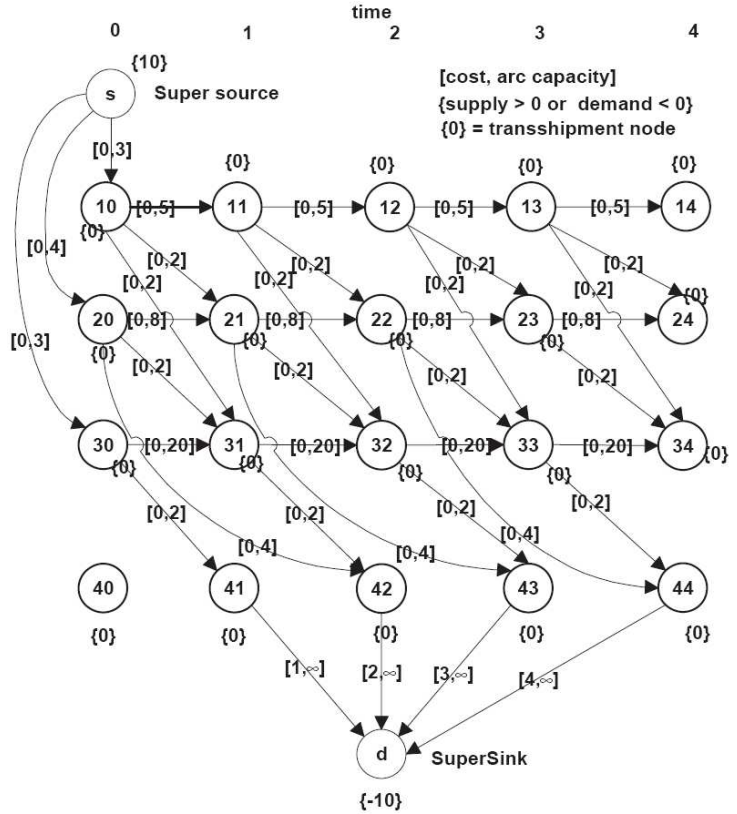 time
0 1 2 3 4
{10}
s Super source
[cost, arc capacity]
{supply > 0 or demand < 0}
{0} = transshipment node
[0,3]
{0} {0} {0} {0}
10 [0,5] 11 [0,5] 12 [0,5] 13 [0,5] 14
{0}
[0,4] [0,2] [0,2] [0,2] [0,2]
[0,2] [0,2] [0,2] [0,2]
{0}
20 [0,8] 21 [0,8] 22 [0,8] 23 [0,8] 24
[0,3] {0} {0} {0} {0}
[0,2] [0,2] [0,2] [0,2]
30 [0,20] 31 [0,20] 32 [0,20] 33 [0,20] 34 {0}
{0} {0} {0} {0}
[0,2] [0,2] [0,2] [0,2]
[0,4] [0,4] [0,4]
40 41 42 43 44
{0} {0} {0} {0} {0}
[1,∞] [2,∞] [3,∞] [4,∞]
d SuperSink
{-10}